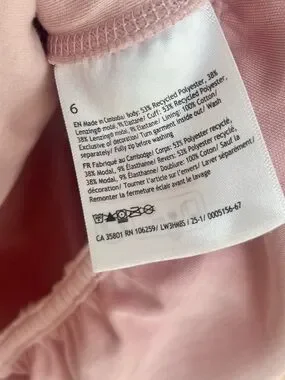 6
EN Made in Cambodia/ Body: 53% Recycled Polyester, 38%
Lenzing® modal, 9% Elastane/ Cuff: 53% Recycled Polyester,
38% Lenzing® modal, 9% Elastane/ Lining: 100% Cotton/
Exclusive of decoration/ Turn garment inside out/ Wash
separately/ Fully zip before washing
FR Fabriqué au Cambodge/ Corps: 53% Polyester recyclé,
38% Modal, 9% Élasthanne/ Revers: 53% Polyester recyclé,
38% Modal, 9% Élasthanne/ Doublure: 100% Coton/ Sauf la
décoration/ Tourner l'article sur l'envers/ Laver séparément/
Remonter la fermeture éclair avant le lavage
CA 35801 RN 106259/ LW3HM8S / ZS-1/ 0005156-67